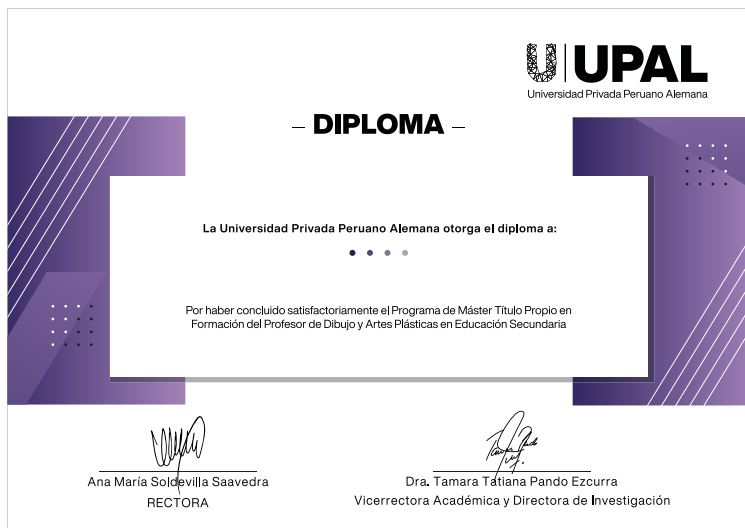 UPAL
Universidad Privada Peruano Alemana
– DIPLOMA –
La Universidad Privada Peruano Alemana otorga el diploma a:
Por haber concluido satisfactoriamente el Programa de Máster Título Propio en
Formación del Profesor de Dibujo y Artes Plásticas en Educación Secundaria
Ana María Soldevilla Saavedra
RECTORA
Dra. Tamara Tatiana Pando Ezcurra
Vicerrectora Académica y Directora de Investigación